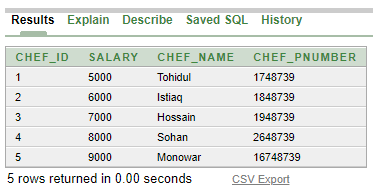 Results Explain Describe Saved SQL History
CHEF_ID SALARY CHEF_NAME CHEF_PNUMBER
1 5000 Tohidul 1748739
2 6000 Istiaq 1848739
3 7000 Hossain 1948739
4 8000 Sohan 2648739
5 9000 Monowar 16748739
5 rows returned in 0.00 seconds CSV Export